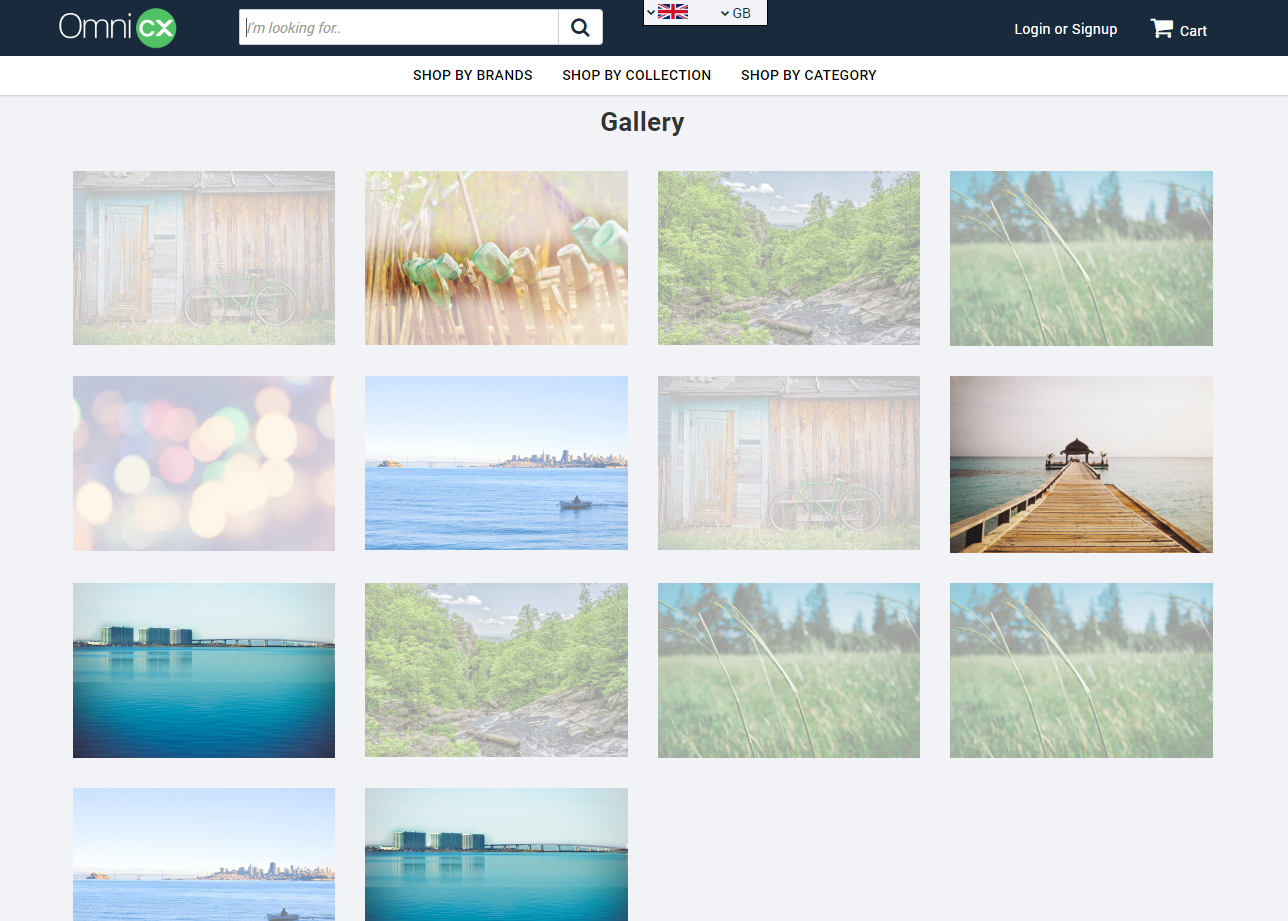 Omni cx
I'm looking for..
GB
Login or Signup
Cart
SHOP BY BRANDS
SHOP BY COLLECTION
SHOP BY CATEGORY
Gallery